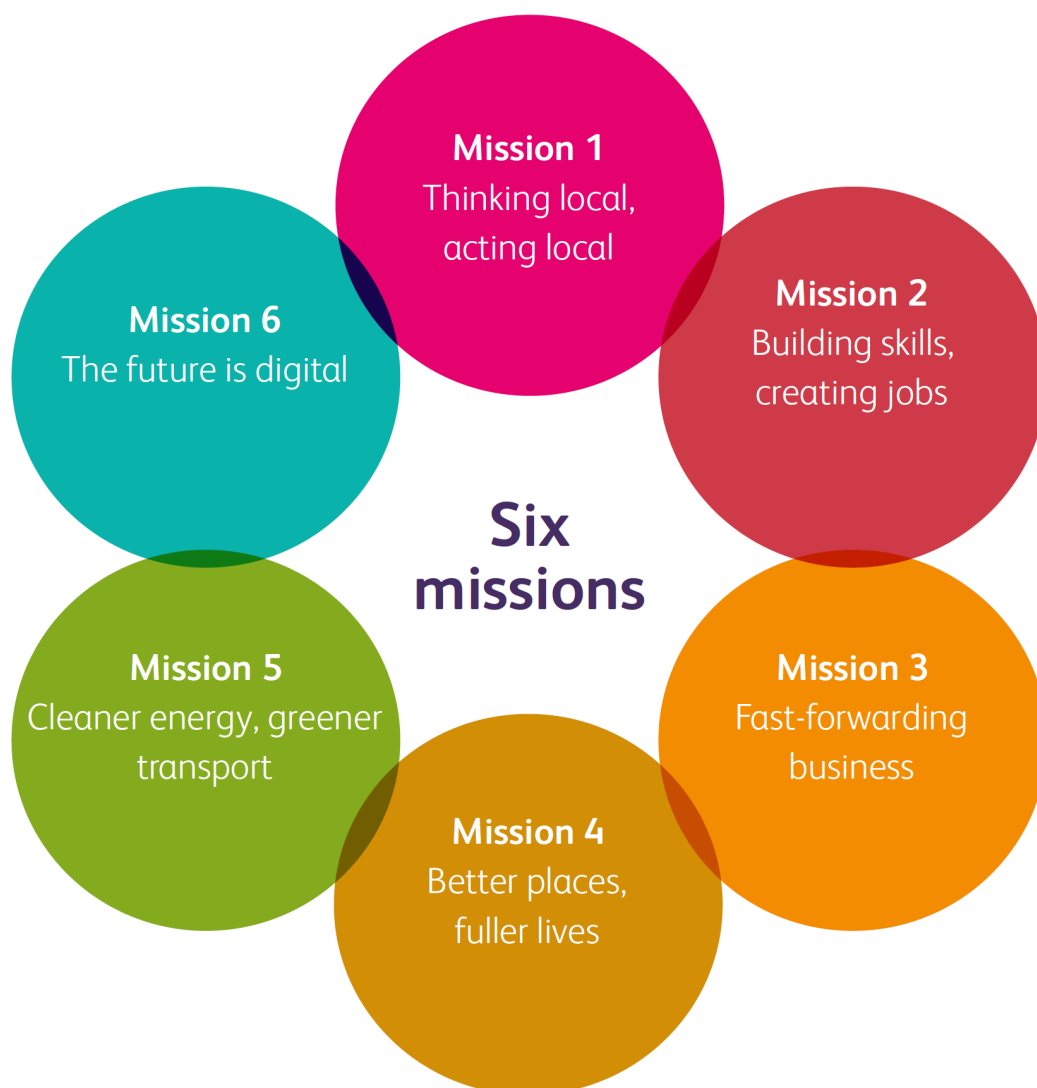 Mission 1
Thinking local,
acting local
Mission 2
Building skills,
creating jobs
Mission 3
Fast-forwarding
business
Mission 4
Better places,
fuller lives
Mission 5
Cleaner energy, greener
transport
Mission 6
The future is digital
Six
missions